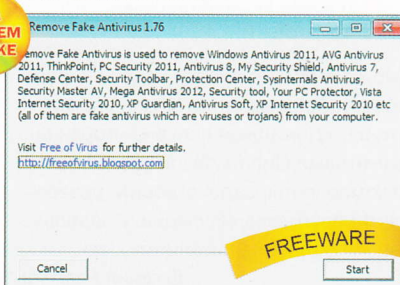 EM
KE
Remove Fake Antivirus 1.76
Remove Fake Antivirus is used to remove Windows Antivirus 2011, AVG Antivirus
2011, ThinkPoint, PC Security 2011, Antivirus 8, My Security Shield, Antivirus 7,
Defense Center, Security Toolbar, Protection Center, Sysinternals Antivirus,
Security Master AV, Mega Antivirus 2012, Security tool, Your PC Protector, Vista
Internet Security 2010, XP Guardian, Antivirus Soft, XP Internet Security 2010 etc
(all of them are fake antivirus which are viruses or trojans) from your computer.
Visit Free of Virus for further details.
http://freeofvirus.blogspot.com
FREEWARE
Cancel
Start